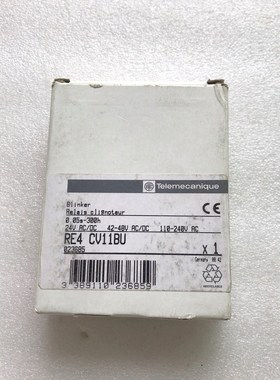 Telemecanique
Blinker
Relais clignoteur
0.05s-300h
24V AC/DC 42-48V AC/DC 110-240V AC
RE4 CV11BU
023685
x 1
Germany
3 389110 236859